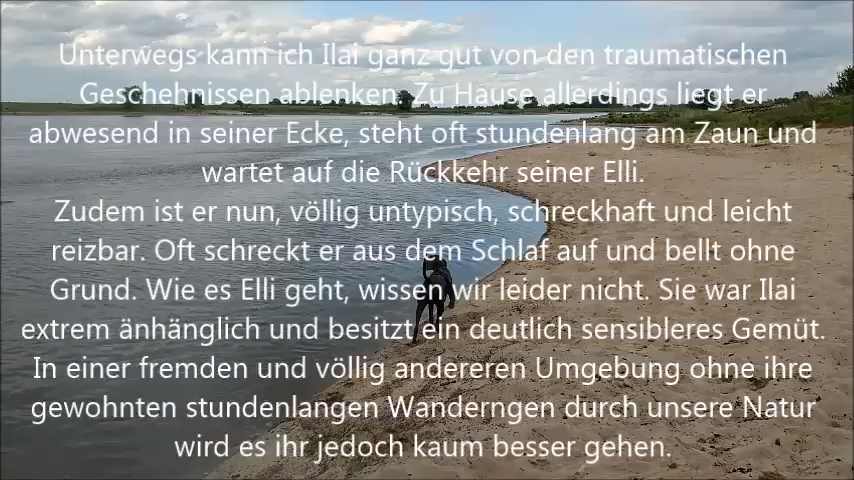 Unterwegs kann ich Ilai ganz gut von den traumatischen
Geschehnissen ablenken. Zu Hause allerdings liegt er
abwesend in seiner Ecke, steht oft stundenlang am Zaun und
wartet auf die Rückkehr seiner Elli.
Zudem ist er nun, völlig untypisch, schreckhaft und leicht
reizbar. Oft schreckt er aus dem Schlaf auf und bellt ohne
Grund. Wie es Elli geht, wissen wir leider nicht. Sie war Ilai
extrem änhänglich und besitzt ein deutlich sensibleres Gemüt.
In einer fremden und völlig andereren Umgebung ohne ihre
gewohnten stundenlangen Wanderngen durch unsere Natur
wird es ihr jedoch kaum besser gehen.